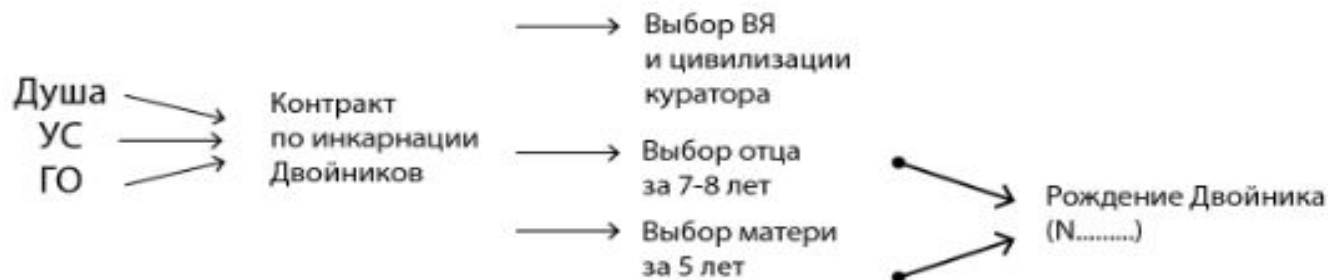 Душа
УС
ГО
Контракт
по инкарнации
Двойников
Выбор ВЯ
и цивилизации
куратора
Выбор отца
за 7-8 лет
Выбор матери
за 5 лет
Рождение Двойника
(N.........)